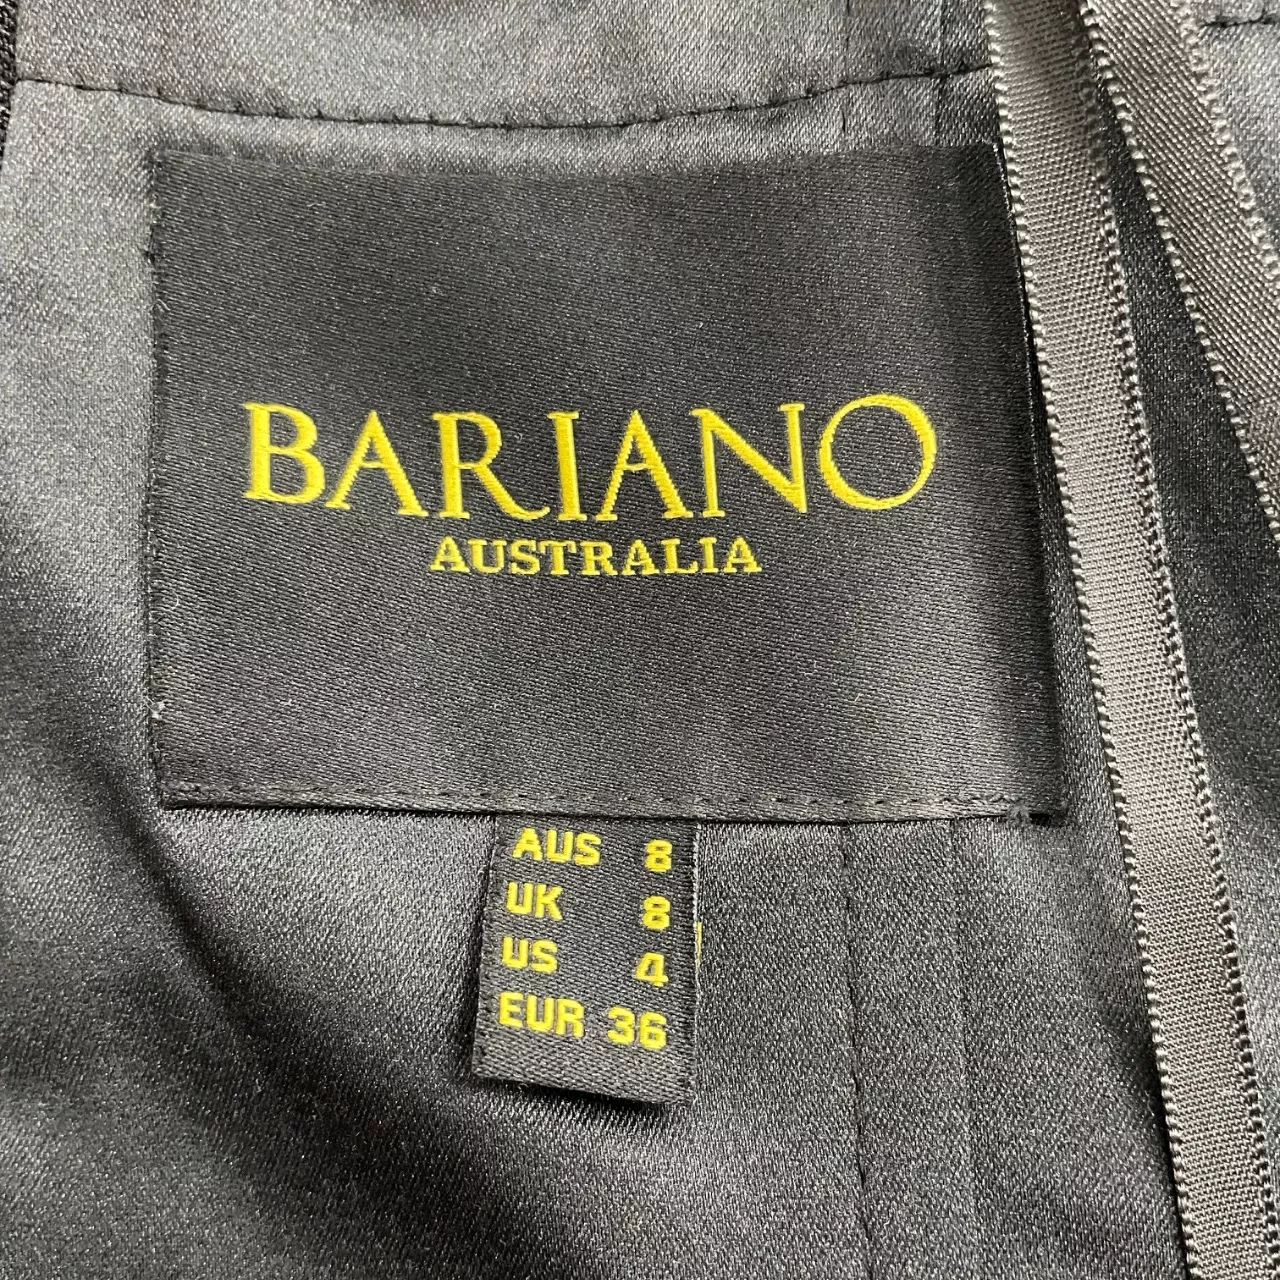 BARIANO
AUSTRALIA
AUS 8
UK 8
US 4
EUR 36